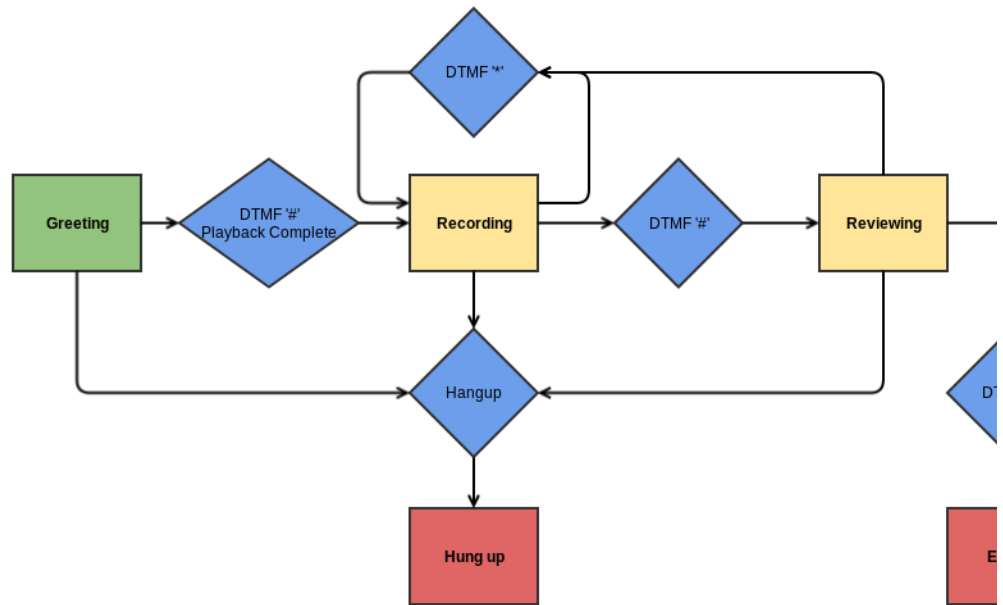 DTMF '*'
Greeting
DTMF '#'
Playback Complete
Recording
DTMF '#'
Reviewing
Hangup
Hung up